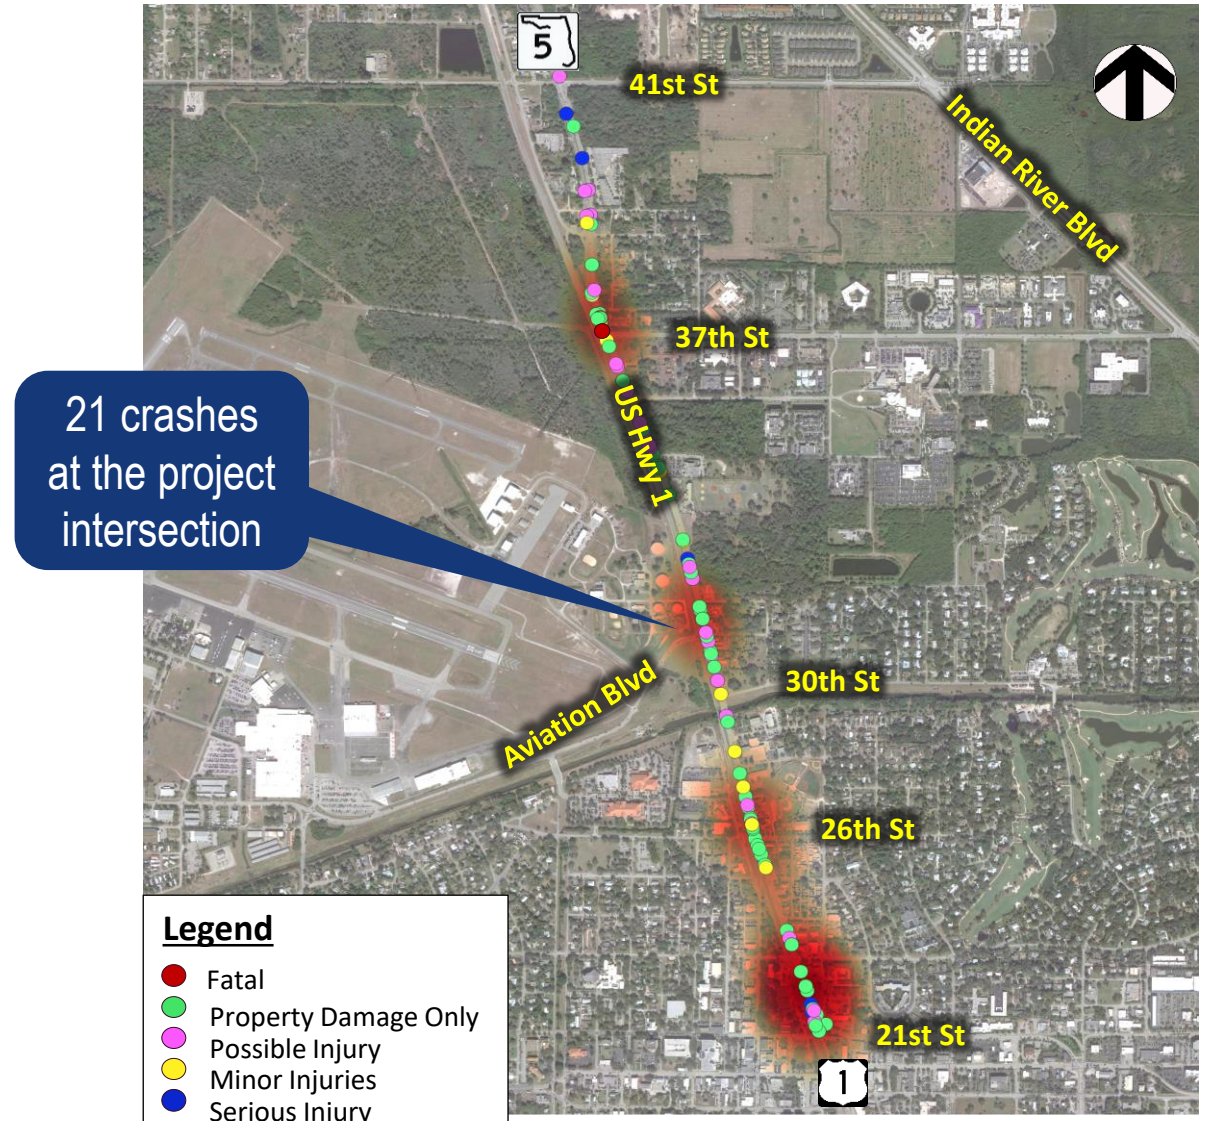 5
41st St
Indian River Blvd
37th St
21 crashes
at the project
intersection
US Hwy 1
30th St
Aviation Blvd
26th St
Legend
Fatal
Property Damage Only
Possible Injury
Minor Injuries
Serious Injury
21st St
1